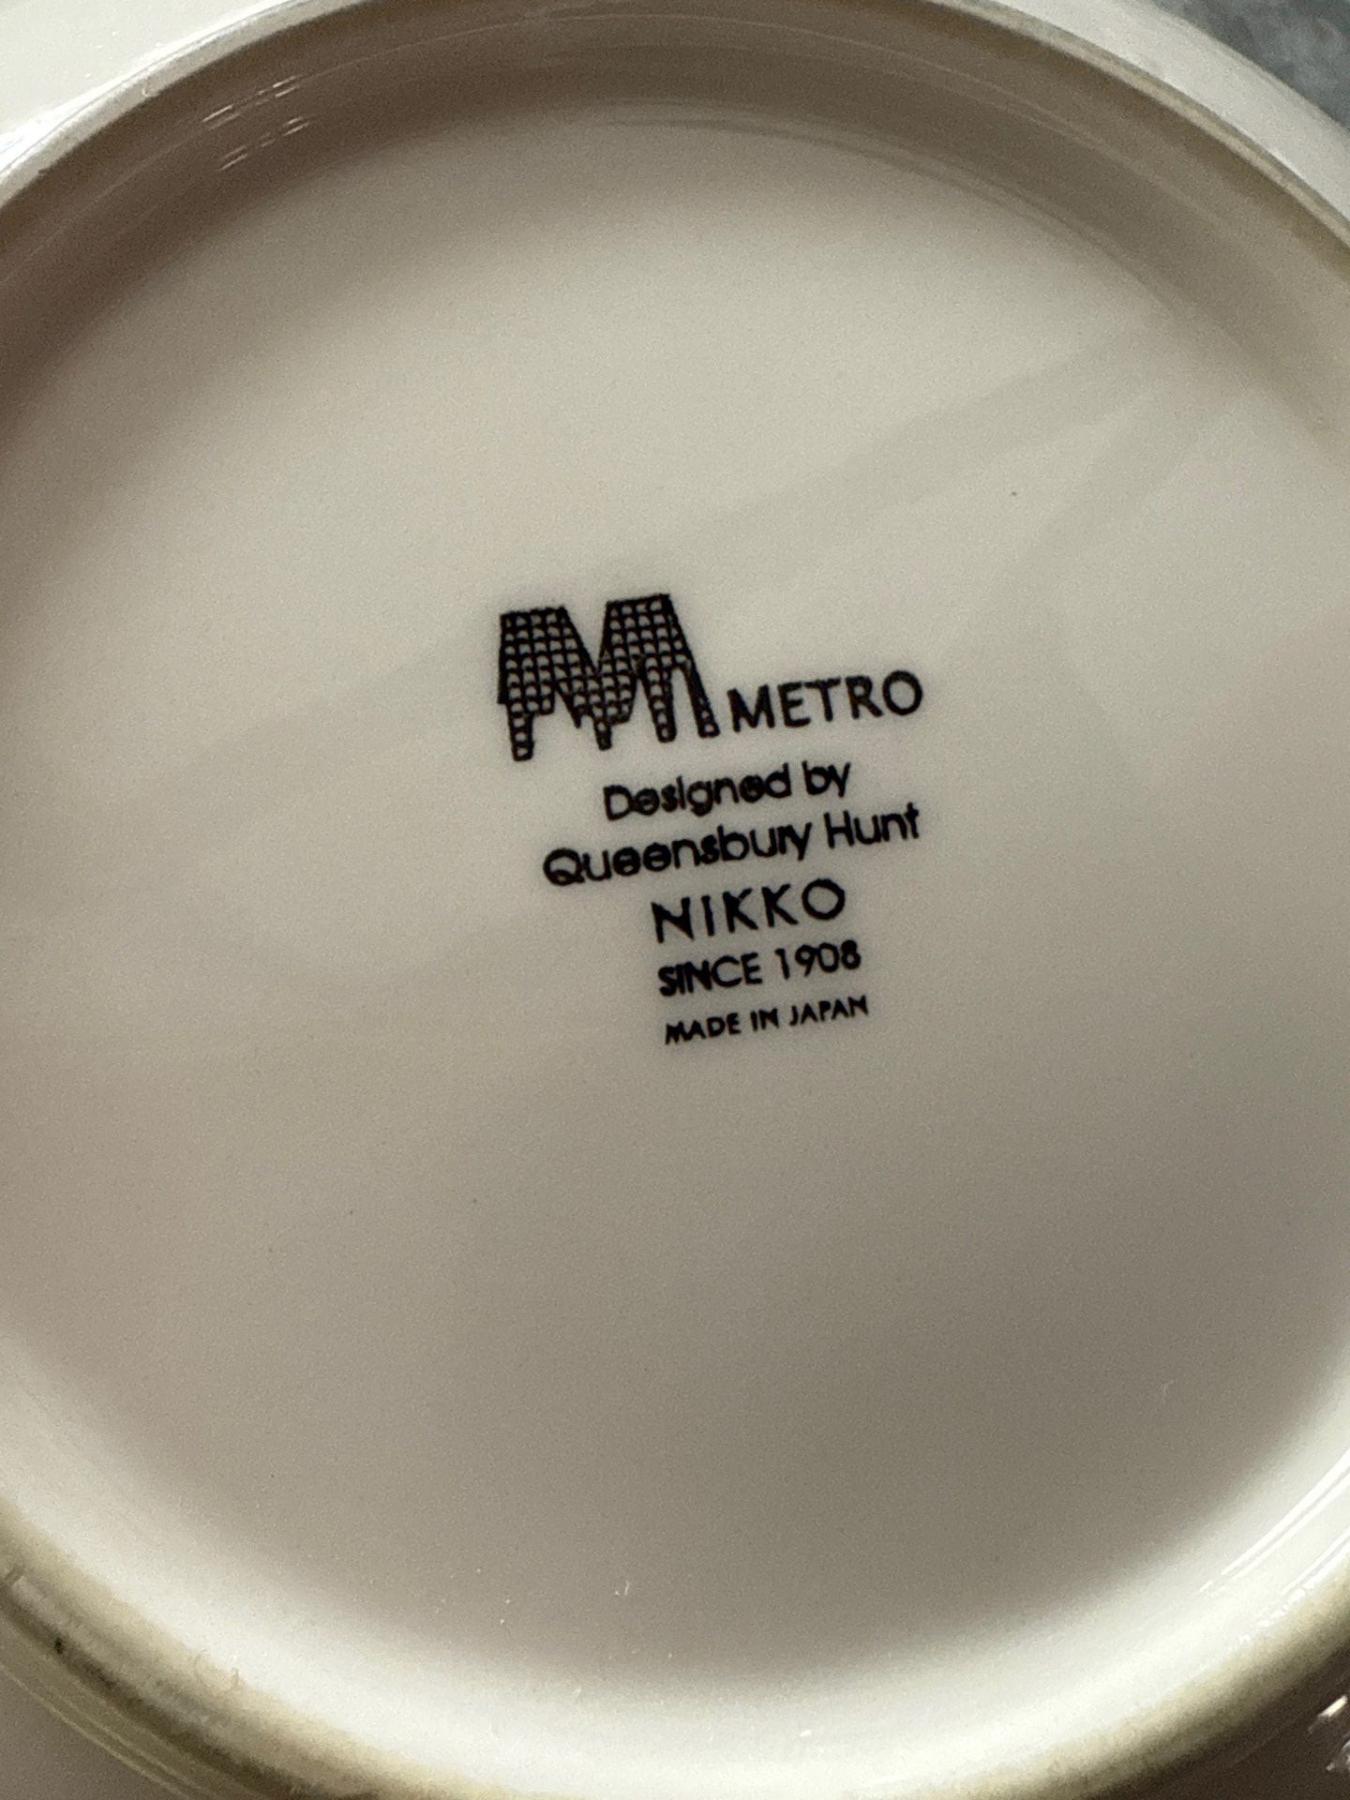 M METRO
Designed by
Queensbury Hunt
NIKKO
SINCE 1908
MADE IN JAPAN